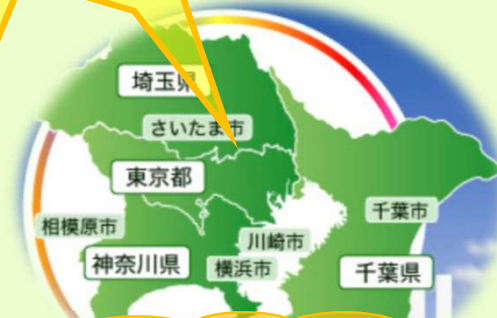 埼玉県
さいたま市
東京都
千葉市
相模原市
川崎市
神奈川県
横浜市
千葉県